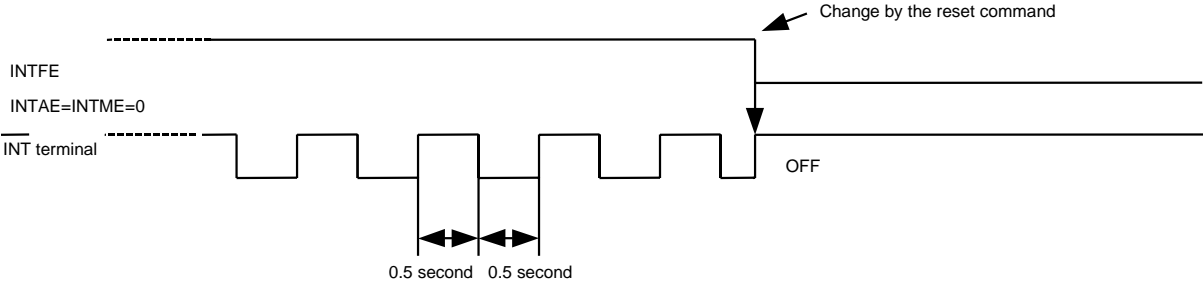 Change by the reset command
INTFE
INTAE=INTME=0
INT terminal
OFF
0.5 second 0.5 second